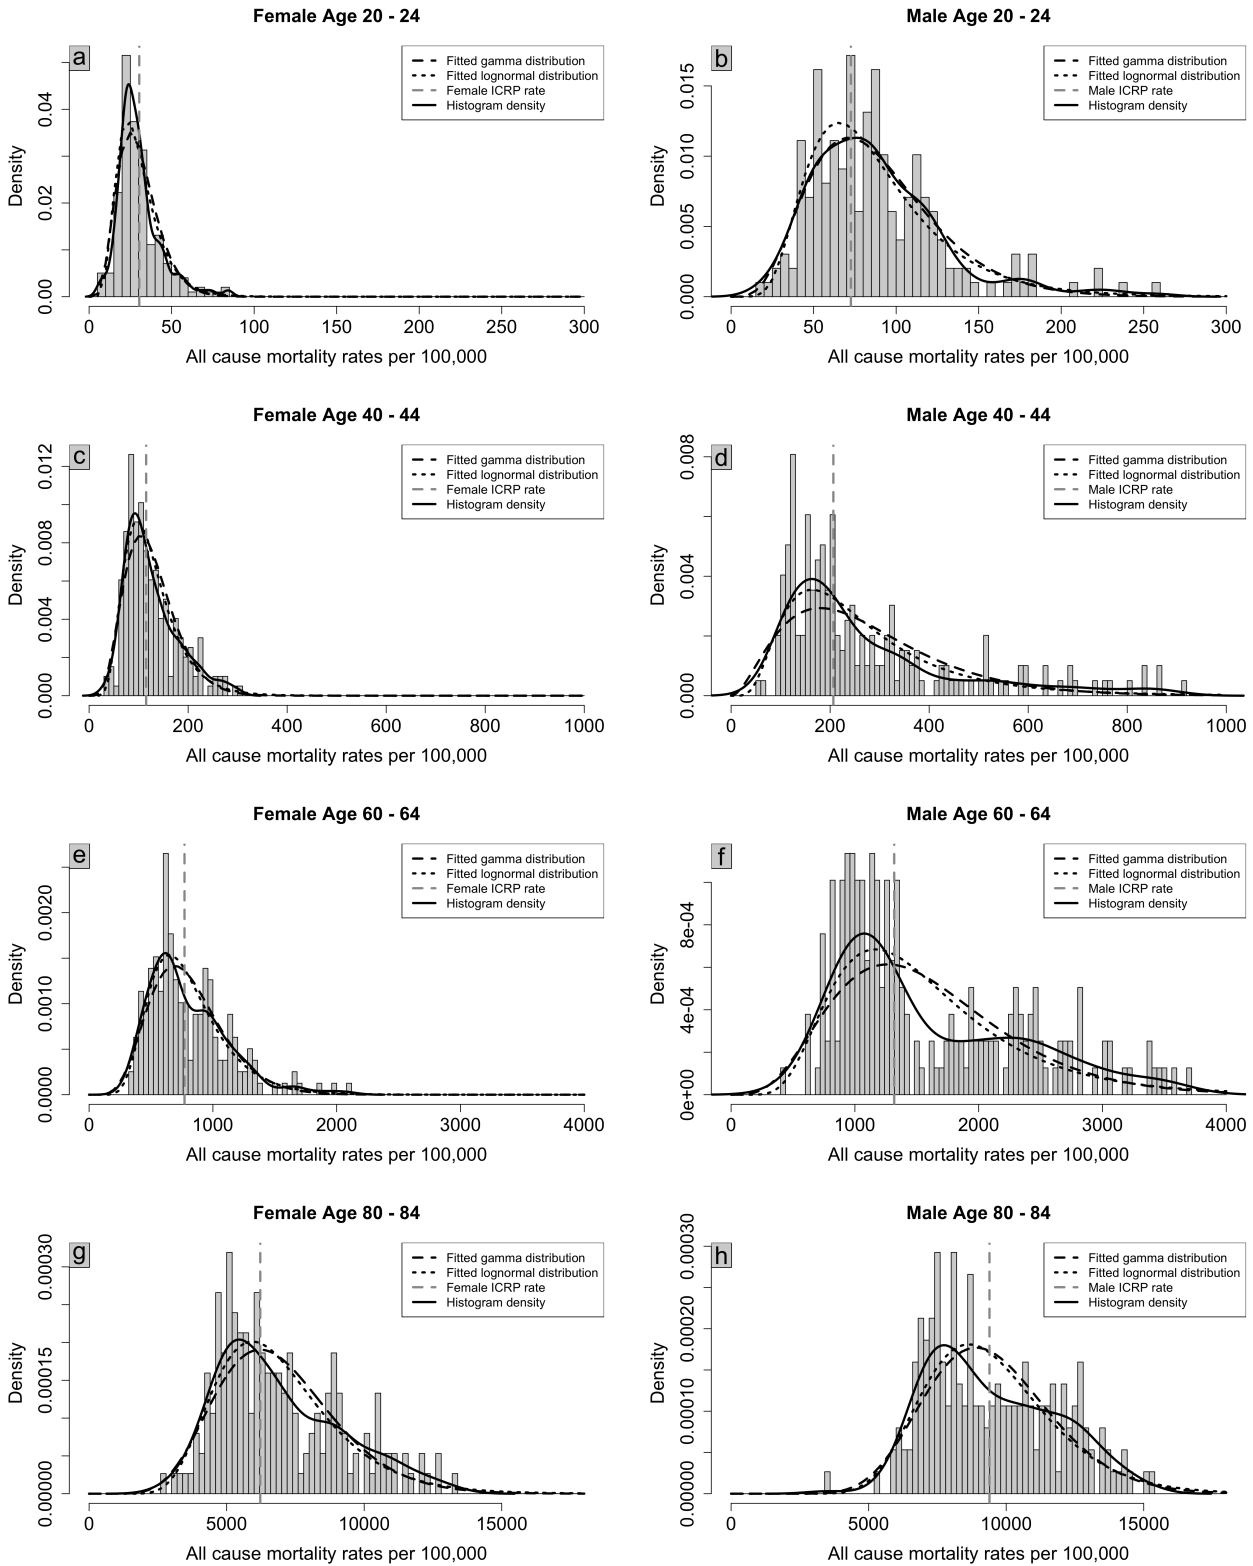 Female Age 20 - 24
a
Fitted gamma distribution
Fitted lognormal distribution
Female ICRP rate
Histogram density
Density
0.00 0.02 0.04
0 50 100 150 200 250 300
All cause mortality rates per 100,000
Male Age 20 - 24
b
Fitted gamma distribution
Fitted lognormal distribution
Male ICRP rate
Histogram density
Density
0.000 0.005 0.010 0.015
0 50 100 150 200 250 300
All cause mortality rates per 100,000
Female Age 40 - 44
c
Fitted gamma distribution
Fitted lognormal distribution
Female ICRP rate
Histogram density
Density
0.000 0.004 0.008 0.012
0 200 400 600 800 1000
All cause mortality rates per 100,000
Male Age 40 - 44
d
Fitted gamma distribution
Fitted lognormal distribution
Male ICRP rate
Histogram density
Density
0.000 0.004 0.008
0 200 400 600 800 1000
All cause mortality rates per 100,000
Female Age 60 - 64
e
Fitted gamma distribution
Fitted lognormal distribution
Female ICRP rate
Histogram density
Density
0.0000 0.0010 0.0020
0 1000 2000 3000 4000
All cause mortality rates per 100,000
Male Age 60 - 64
f
Fitted gamma distribution
Fitted lognormal distribution
Male ICRP rate
Histogram density
Density
0e+00 4e-04 8e-04
0 1000 2000 3000 4000
All cause mortality rates per 100,000
Female Age 80 - 84
g
Fitted gamma distribution
Fitted lognormal distribution
Female ICRP rate
Histogram density
Density
0.00000 0.00015 0.00030
0 5000 10000 15000
All cause mortality rates per 100,000
Male Age 80 - 84
h
Fitted gamma distribution
Fitted lognormal distribution
Male ICRP rate
Histogram density
Density
0.00000 0.00010 0.00020 0.00030
0 5000 10000 15000
All cause mortality rates per 100,000